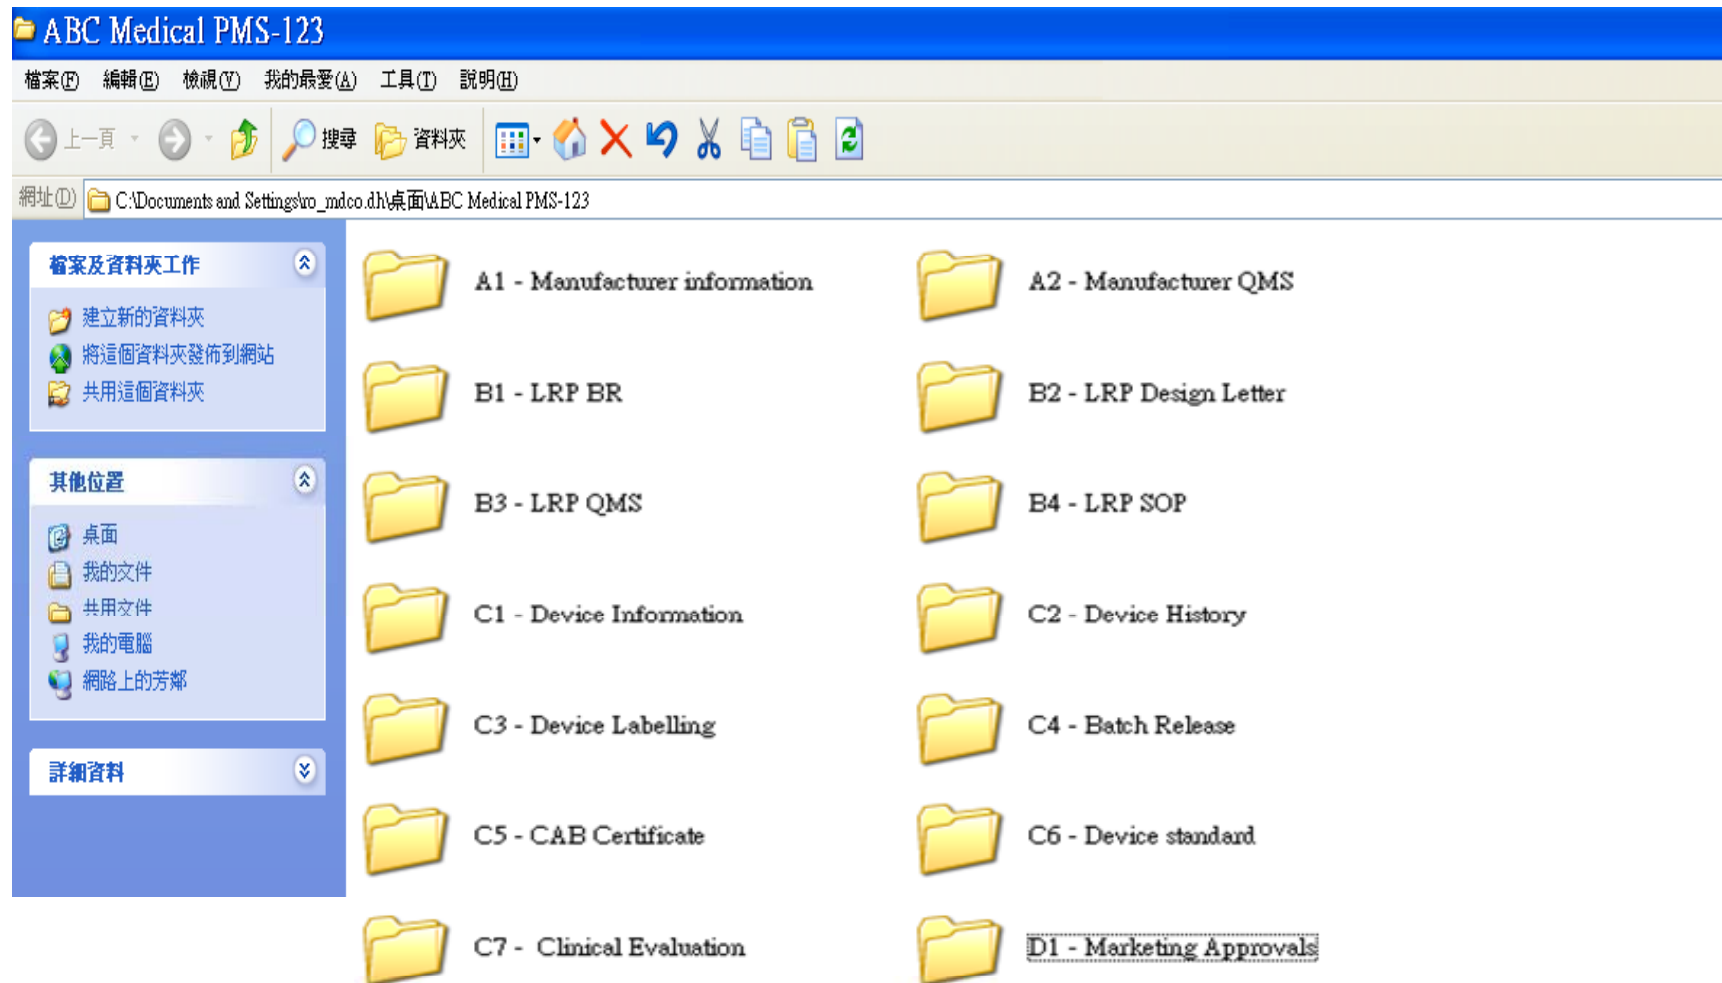 ABC Medical PMS-123
檔案(F) 編輯(E) 檢視(V) 我的最愛(A) 工具(T) 說明(H)
上一頁 搜尋 資料夾
網址(D) C:\Documents and Settings\ro_mdco.dh\桌面\ABC Medical PMS-123
檔案及資料夾工作
建立新的資料夾
將這個資料夾發佈到網站
共用這個資料夾
其他位置
桌面
我的文件
共用文件
我的電腦
網路上的芳鄰
詳細資料
A1 - Manufacturer information
A2 - Manufacturer QMS
B1 - LRP BR
B2 - LRP Design Letter
B3 - LRP QMS
B4 - LRP SOP
C1 - Device Information
C2 - Device History
C3 - Device Labelling
C4 - Batch Release
C5 - CAB Certificate
C6 - Device standard
C7 -  Clinical Evaluation
D1 - Marketing Approvals